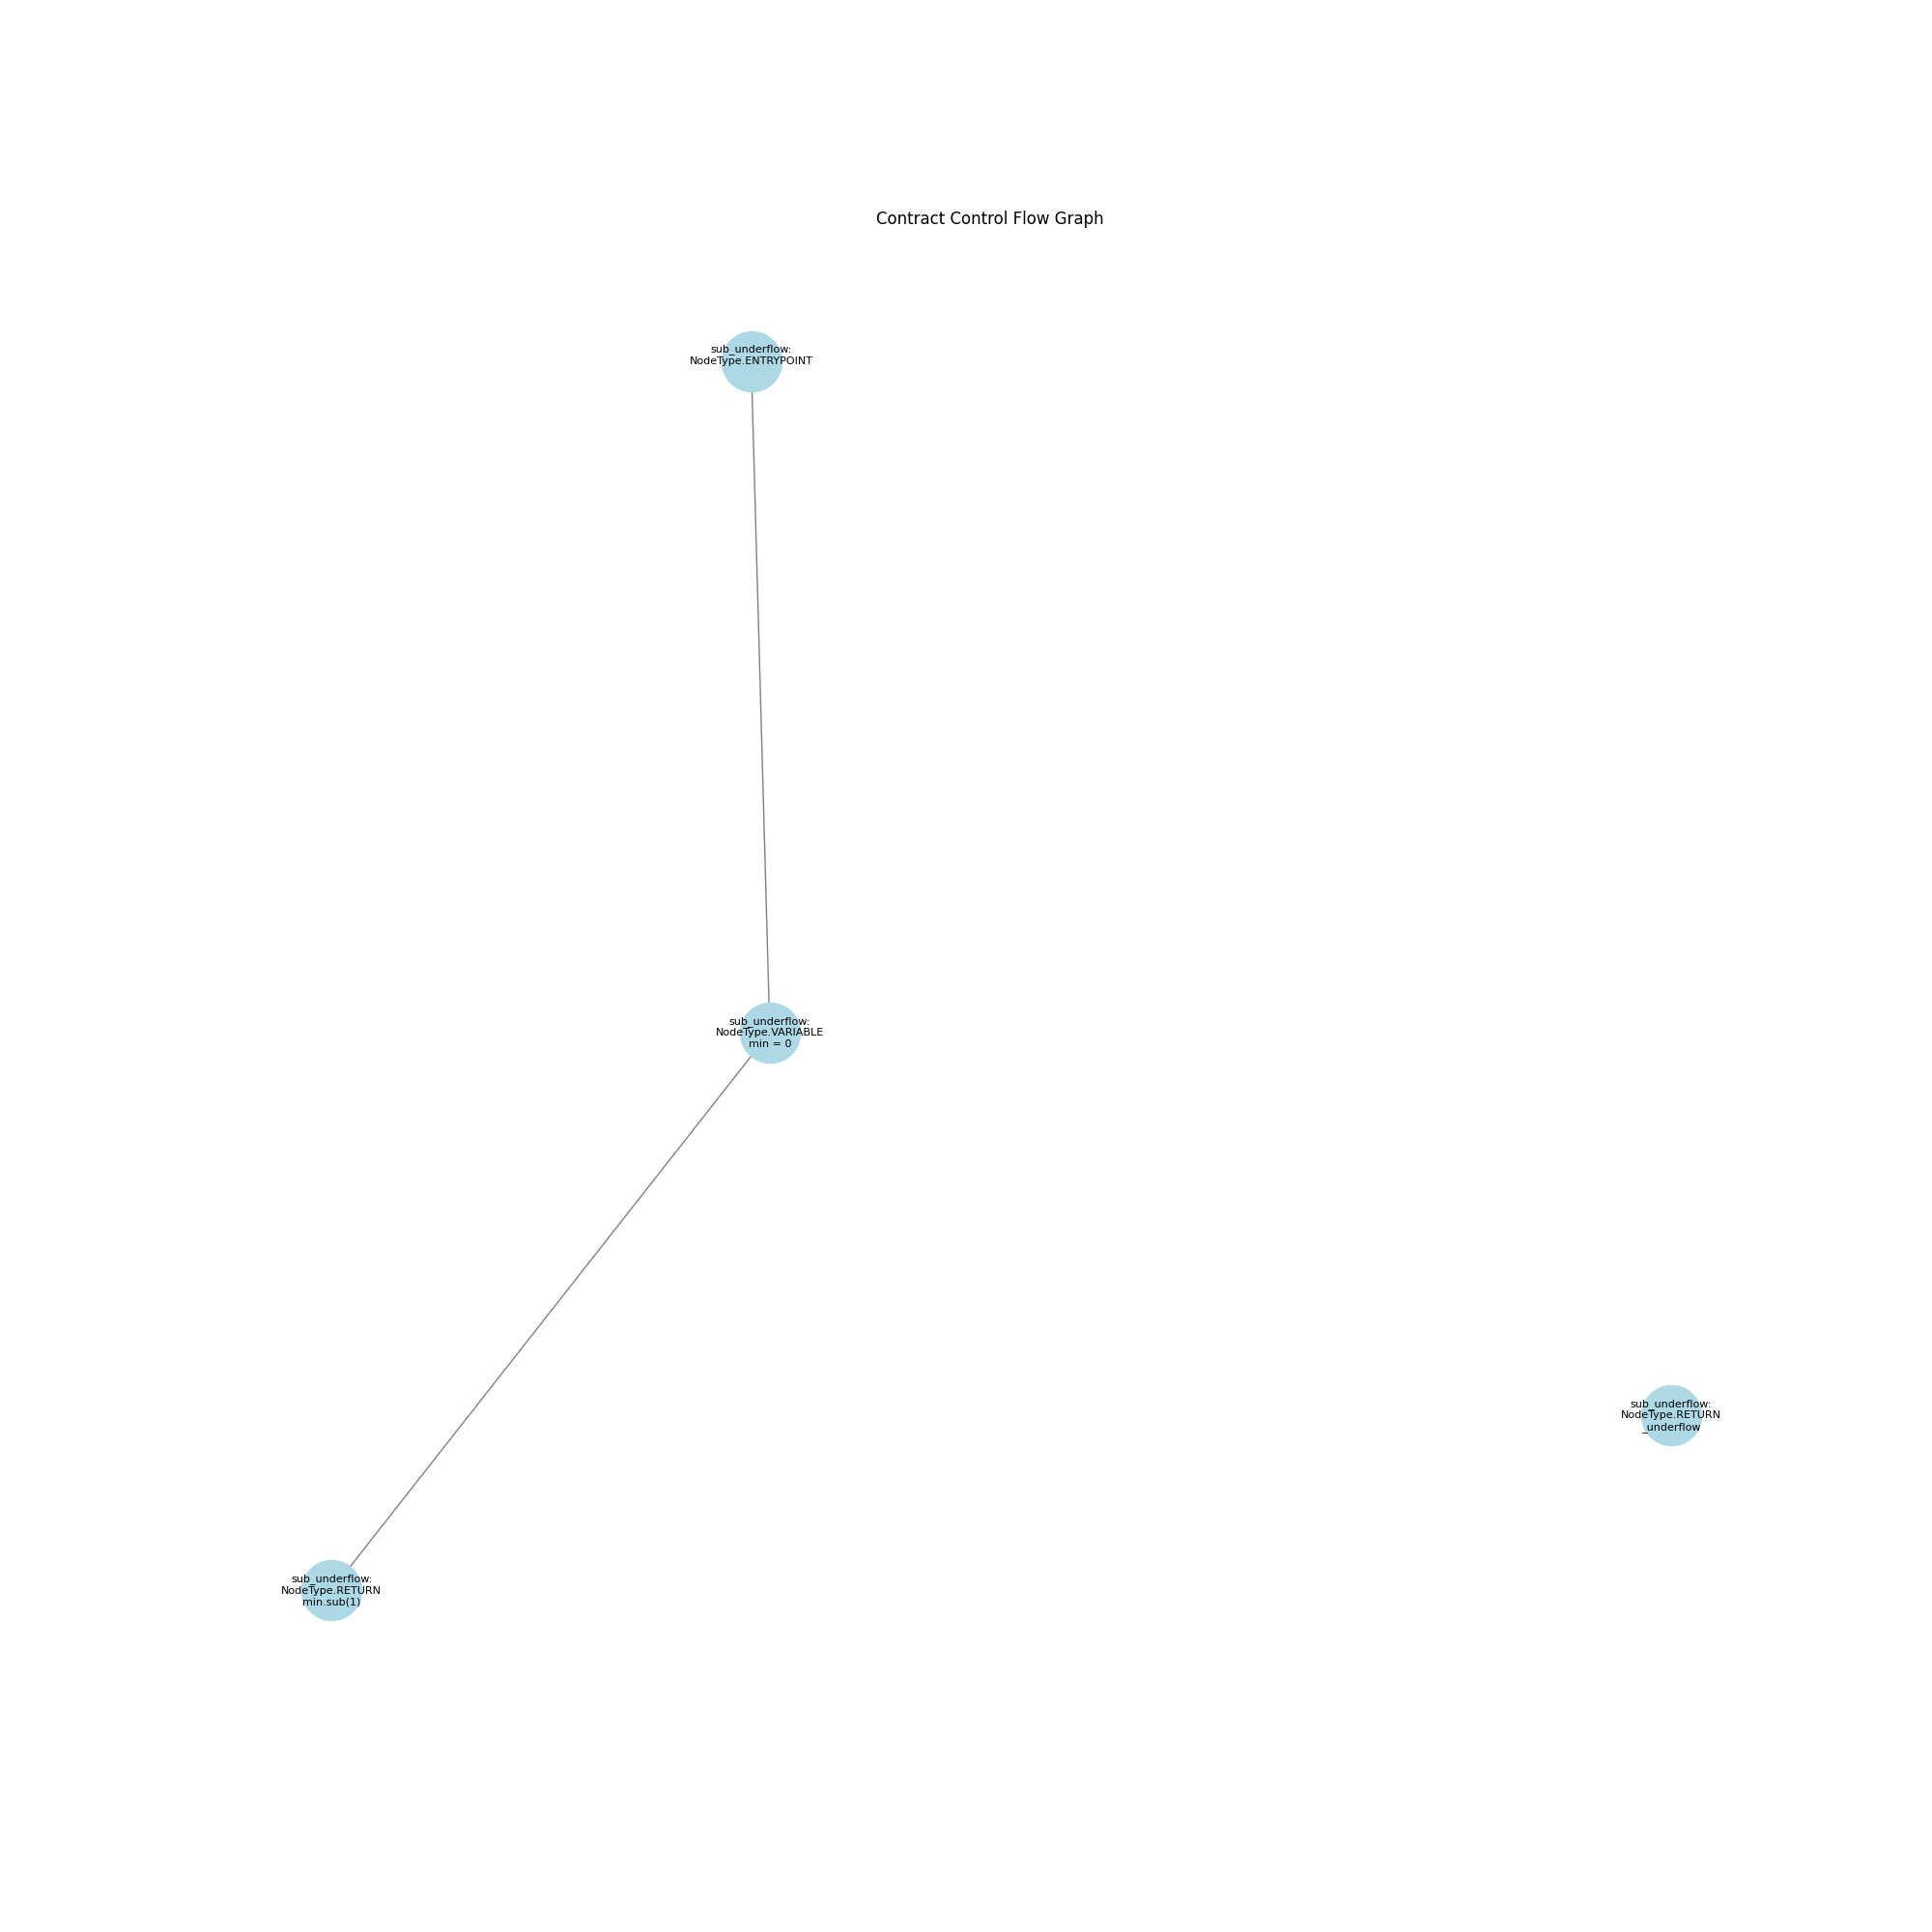 Contract Control Flow Graph
sub_underflow:
NodeType.ENTRYPOINT
sub_underflow:
NodeType.VARIABLE
min = 0
sub_underflow:
NodeType.RETURN
_underflow
sub_underflow:
NodeType.RETURN
min.sub(1)